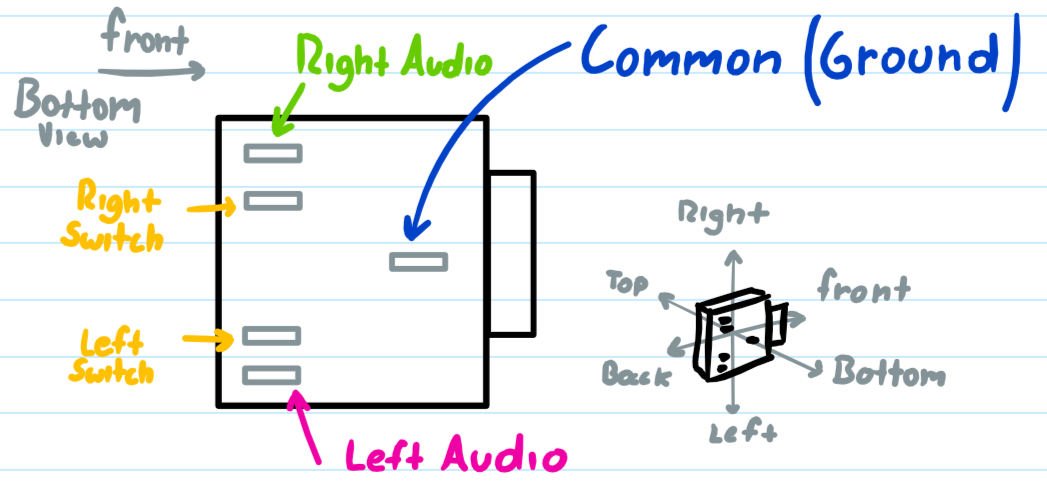 front
Bottom
View
Right Audio
Common (Ground)
Right
Switch
Left
Switch
Left Audio
Right
Top
front
Back
Bottom
Left